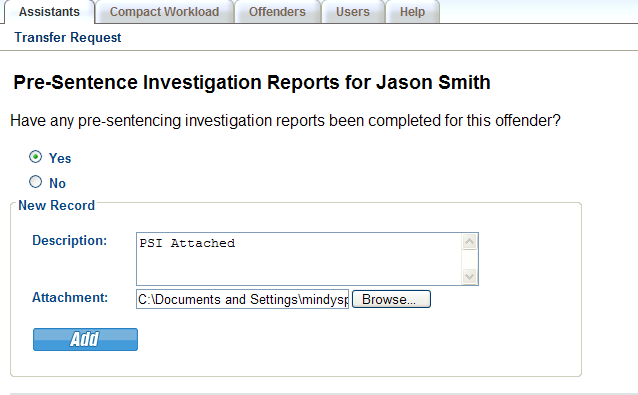 Assistants Compact Workload Offenders Users Help
Transfer Request
Pre-Sentence Investigation Reports for Jason Smith
Have any pre-sentencing investigation reports been completed for this offender?
Yes
No
New Record
Description: PSI Attached
Attachment: C:\Documents and Settings\mindysp Browse...
Add